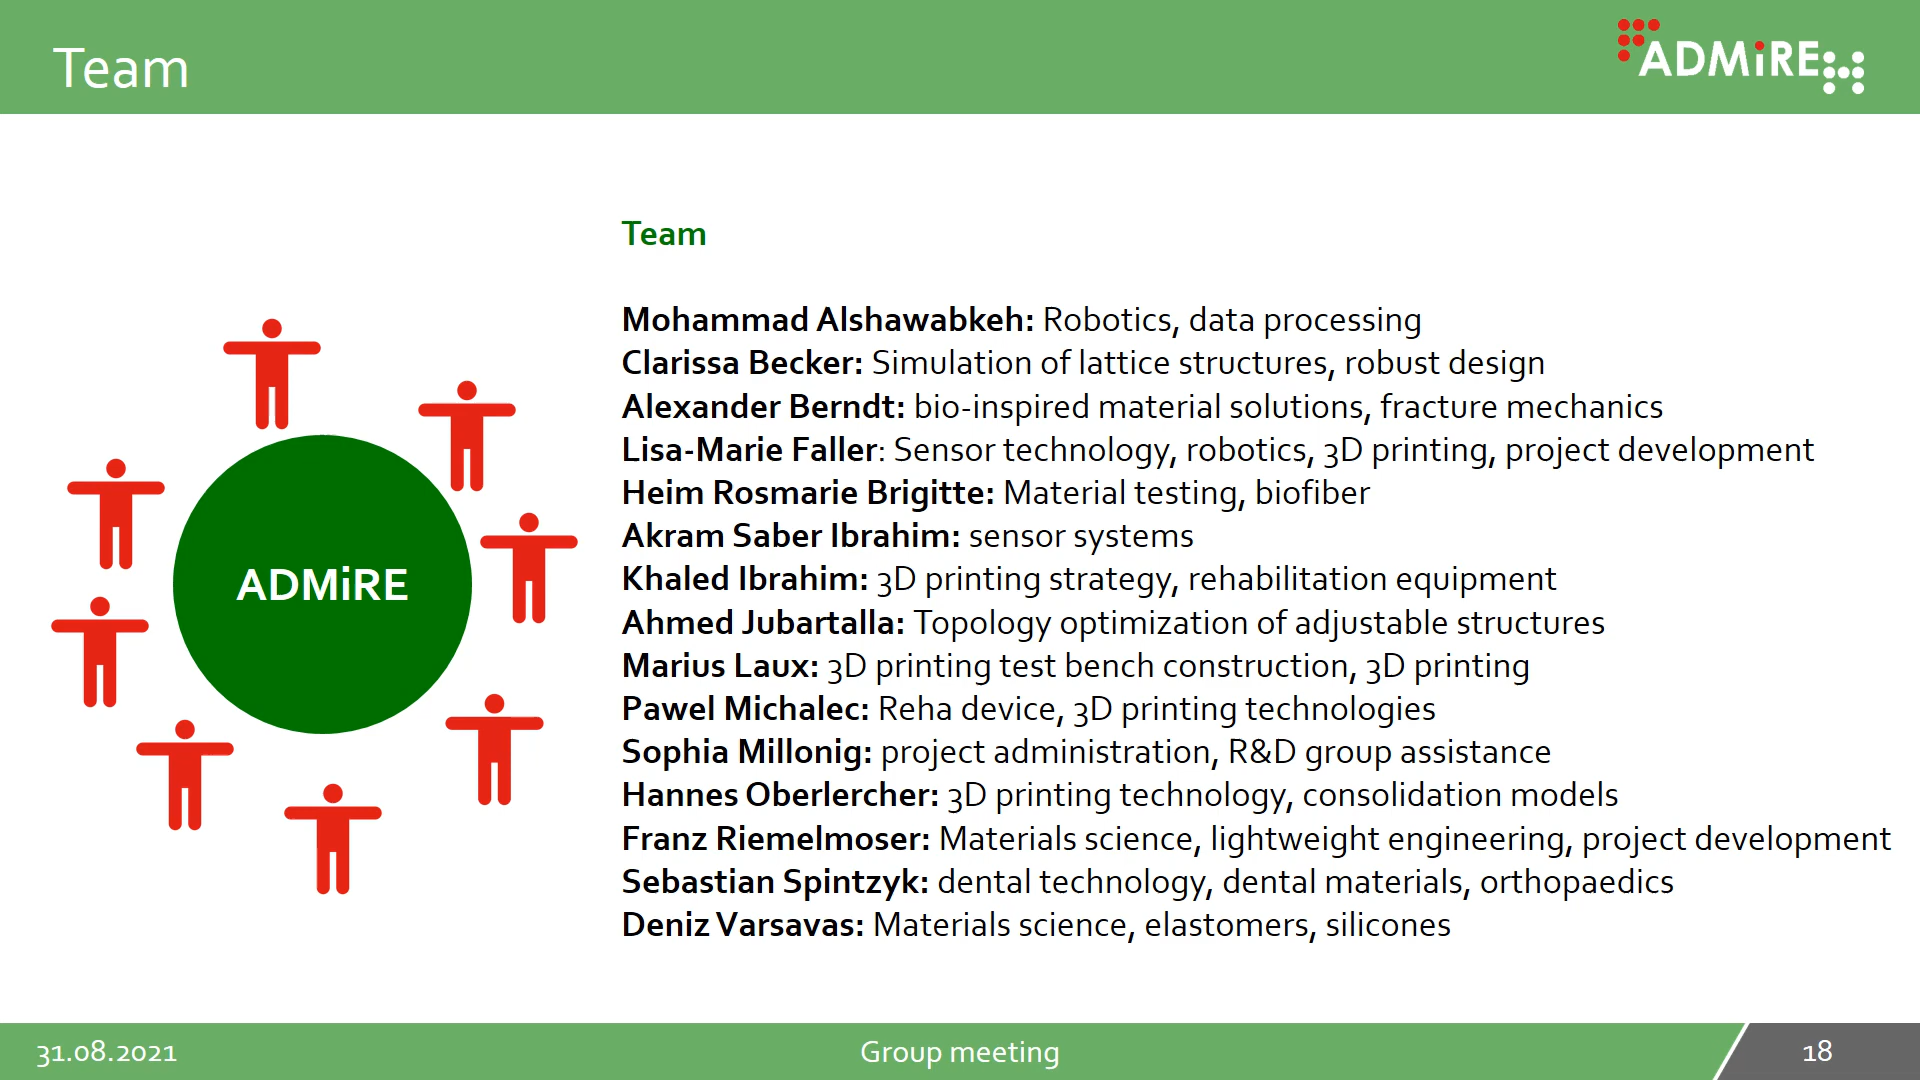 Team
ADMiRE
Team
Mohammad Alshawabkeh: Robotics, data processing
Clarissa Becker: Simulation of lattice structures, robust design
Alexander Berndt: bio-inspired material solutions, fracture mechanics
Lisa-Marie Faller: Sensor technology, robotics, 3D printing, project development
Heim Rosmarie Brigitte: Material testing, biofiber
Akram Saber Ibrahim: sensor systems
Khaled Ibrahim: 3D printing strategy, rehabilitation equipment
Ahmed Jubartalla: Topology optimization of adjustable structures
Marius Laux: 3D printing test bench construction, 3D printing
Pawel Michalec: Reha device, 3D printing technologies
Sophia Millonig: project administration, R&D group assistance
Hannes Oberlercher: 3D printing technology, consolidation models
Franz Riemelmoser: Materials science, lightweight engineering, project development
Sebastian Spintzyk: dental technology, dental materials, orthopaedics
Deniz Varsavas: Materials science, elastomers, silicones
ADMiRE
31.08.2021
Group meeting
18